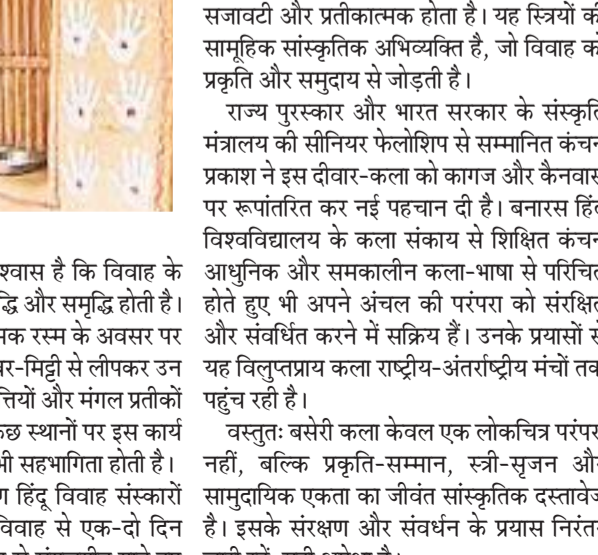 श्वास है कि विवाह के
द्धि और समृद्धि होती है।
मक रस्म के अवसर पर
बर-मिट्टी से लीपकर उन
त्तियों और मंगल प्रतीकों
कछ स्थानों पर इस कार्य
भी सहभागिता होती है।
ण हिंदू विवाह संस्कारों
विवाह से एक-दो दिन
सजावटी और प्रतीकात्मक होता है। यह स्त्रियों की
सामूहिक सांस्कृतिक अभिव्यक्ति है, जो विवाह को
प्रकृति और समुदाय से जोड़ती है।
राज्य पुरस्कार और भारत सरकार के संस्कृति
मंत्रालय की सीनियर फेलोशिप से सम्मानित कंचन
प्रकाश ने इस दीवार-कला को कागज और कैनवास
पर रूपांतरित कर नई पहचान दी है। बनारस हिंदू
विश्वविद्यालय के कला संकाय से शिक्षित कंचन
आधुनिक और समकालीन कला-भाषा से परिचित
होते हुए भी अपने अंचल की परंपरा को संरक्षित
और संवर्धित करने में सक्रिय हैं। उनके प्रयासों से
यह विलुप्तप्राय कला राष्ट्रीय-अंतर्राष्ट्रीय मंचों तक
पहुंच रही है।
वस्तुतः बसेरी कला केवल एक लोकचित्र परंपरा
नहीं, बल्कि प्रकृति-सम्मान, स्त्री-सृजन और
सामुदायिक एकता का जीवंत सांस्कृतिक दस्तावेज
है। इसके संरक्षण और संवर्धन के प्रयास निरंतर